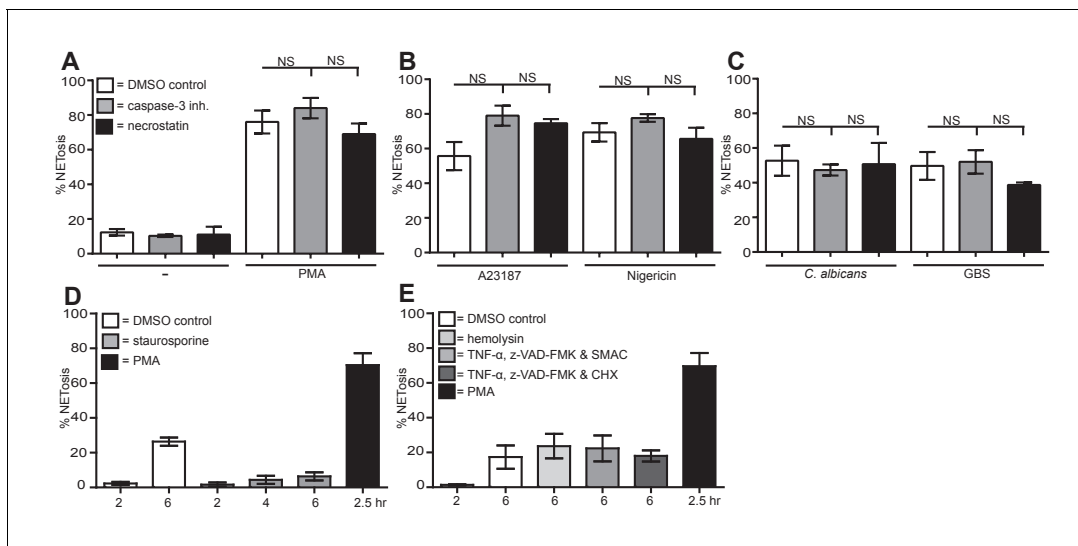 A
B
C
NS NS
NS NS
NS NS
NS NS
NS NS
100
80
60
40
20
0
% NETosis
= DMSO control
= caspase-3 inh.
= necrostatin
–
PMA
100
80
60
40
20
0
% NETosis
A23187
Nigericin
100
80
60
40
20
0
% NETosis
C. albicans
GBS
D
100
80
60
40
20
0
% NETosis
= DMSO control
= staurosporine
= PMA
2 6 2 4 6 2.5 hr
E
100
80
60
40
20
0
% NETosis
= DMSO control
= hemolysin
= TNF-α, z-VAD-FMK & SMAC
= TNF-α, z-VAD-FMK & CHX
= PMA
2 6 6 6 6 2.5 hr